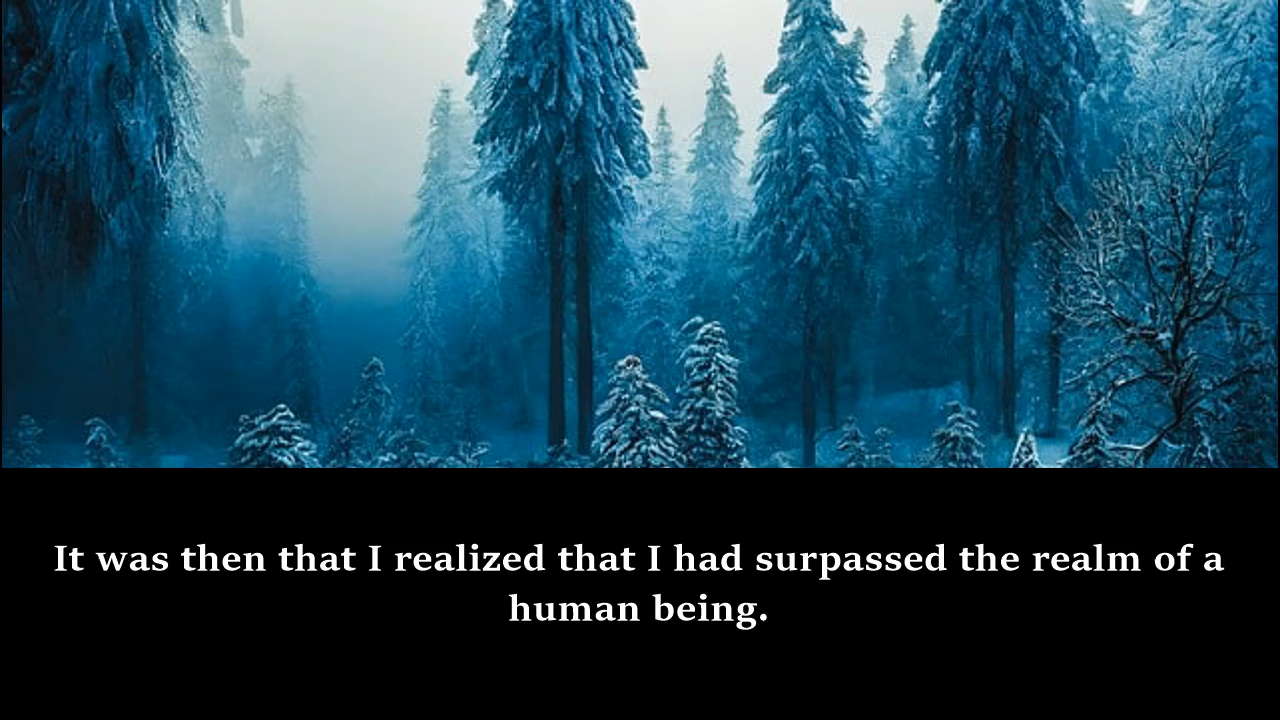 It was then that I realized that I had surpassed the realm of a
human being.